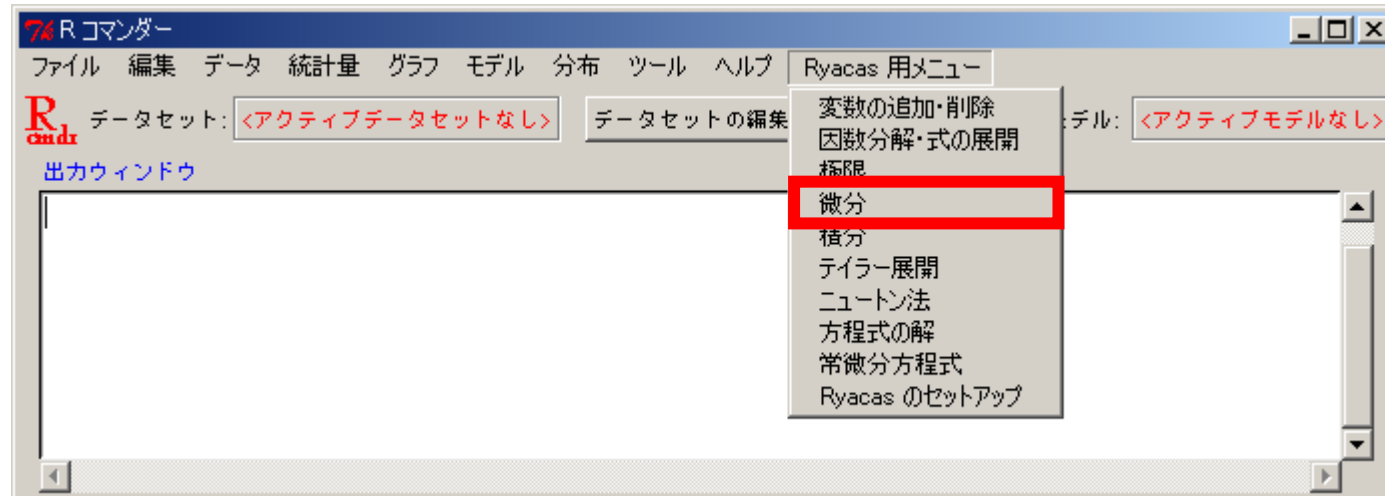 R コマンダー
ファイル 編集 データ 統計量 グラフ モデル 分布 ツール ヘルプ Ryacas 用メニュー
R cmdr データセット: <アクティブデータセットなし> データセットの編集 デル: <アクティブモデルなし>
出力ウィンドウ
変数の追加・削除
因数分解・式の展開
極限
微分
積分
テイラー展開
ニュートン法
方程式の解
常微分方程式
Ryacas のセットアップ